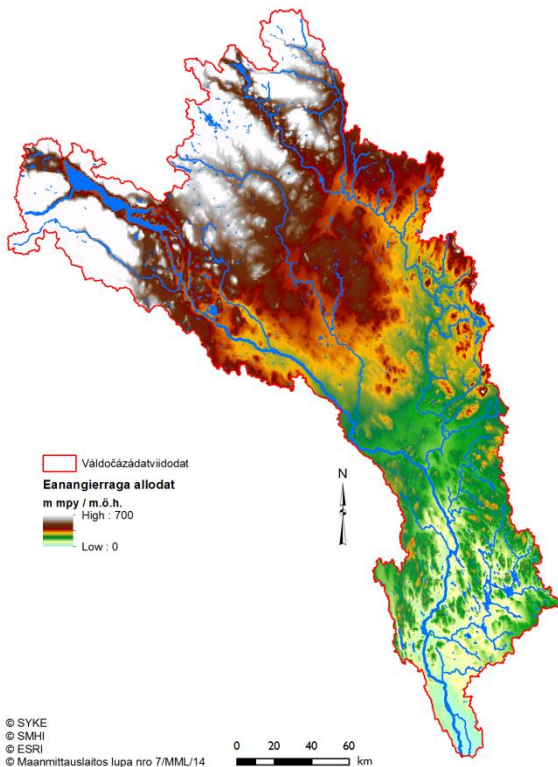 Váldočázádatviidodat
Eanangierraga allodat
m mpy / m.ö.h.
High : 700
Low : 0
N
© SYKE
© SMHI
© ESRI
© Maanmittauslaitos lupa nro 7/MML/14
0 20 40 60
km